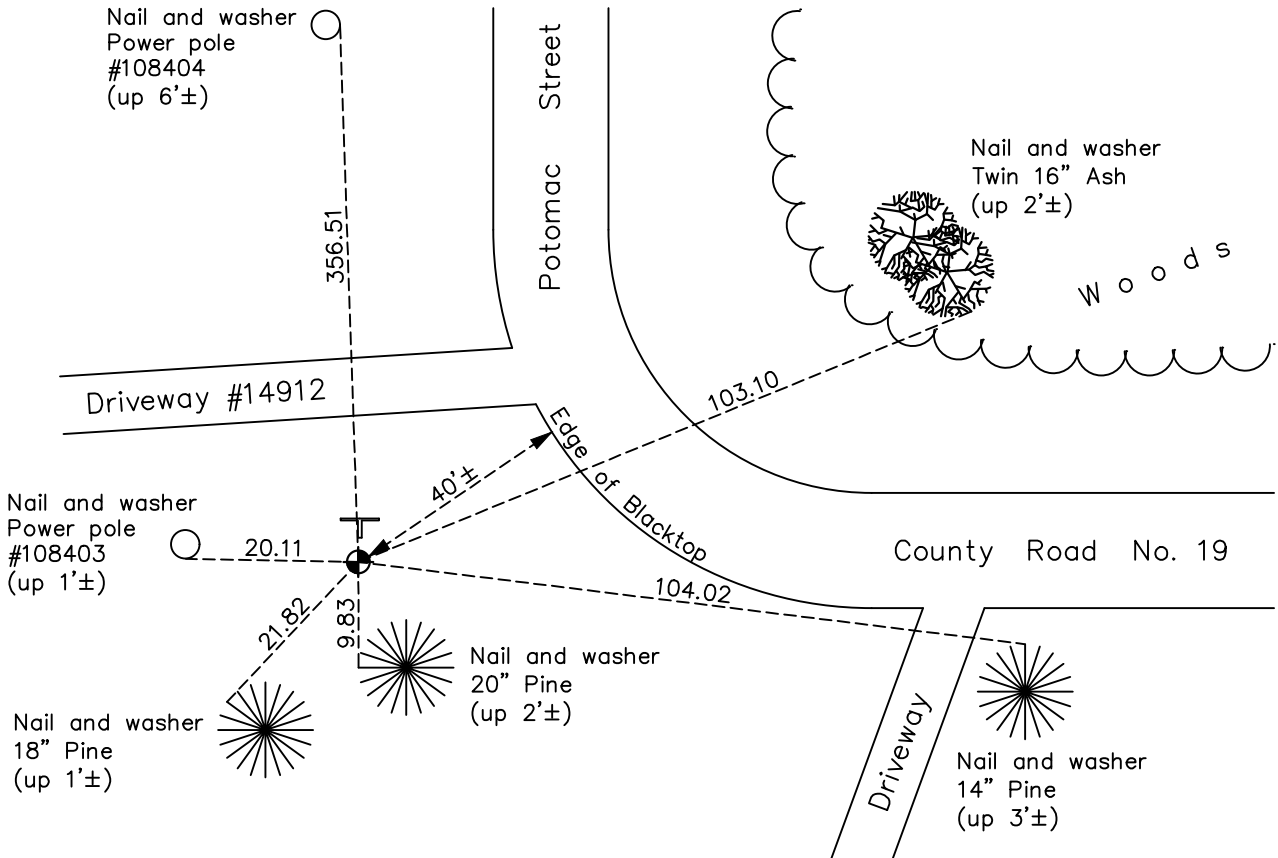 Nail and washer
Power pole
#108404
(up 6'±)
Potomac Street
Nail and washer
Twin 16” Ash
(up 2'±)
Woods
356.51
Driveway #14912
103.10
Edge of Blacktop
40'±
Nail and washer
Power pole
#108403
(up 1'±)
20.11
County Road No. 19
104.02
21.82
9.83
Nail and washer
20” Pine
(up 2'±)
Nail and washer
18” Pine
(up 1'±)
Driveway
Nail and washer
14” Pine
(up 3'±)